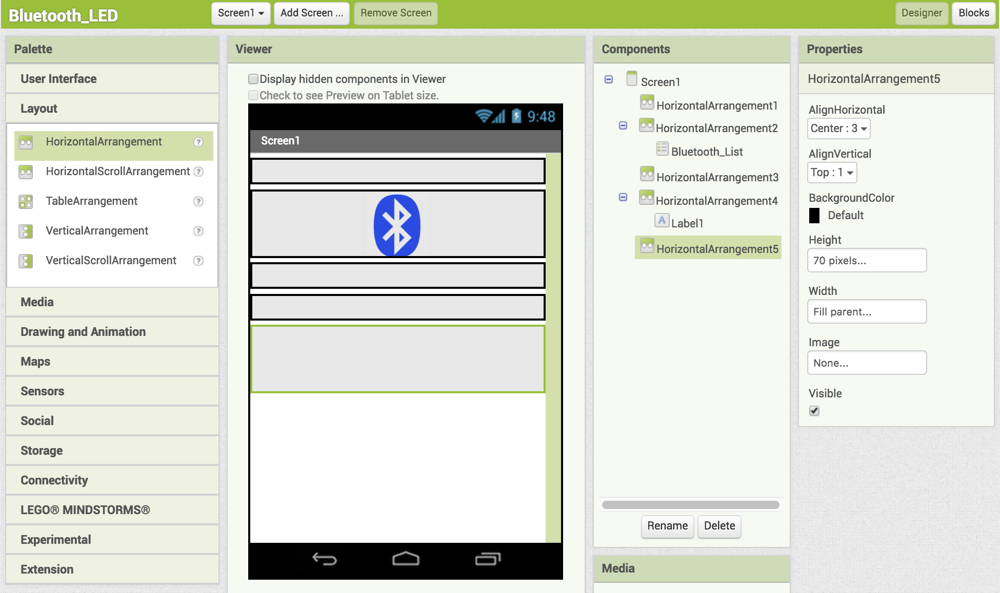 Bluetooth_LED
Screen1
Add Screen ...
Remove Screen
Designer
Blocks
Palette
User Interface
Layout
HorizontalArrangement ?
HorizontalScrollArrangement ?
TableArrangement ?
VerticalArrangement ?
VerticalScrollArrangement ?
Media
Drawing and Animation
Maps
Sensors
Social
Storage
Connectivity
LEGO® MINDSTORMS®
Experimental
Extension
Viewer
Display hidden components in Viewer
Check to see Preview on Tablet size.
9:48
Screen1
Components
Screen1
HorizontalArrangement1
HorizontalArrangement2
Bluetooth_List
HorizontalArrangement3
HorizontalArrangement4
A Label1
HorizontalArrangement5
Rename
Delete
Media
Properties
HorizontalArrangement5
AlignHorizontal
Center : 3
AlignVertical
Top : 1
BackgroundColor
Default
Height
70 pixels...
Width
Fill parent...
Image
None...
Visible